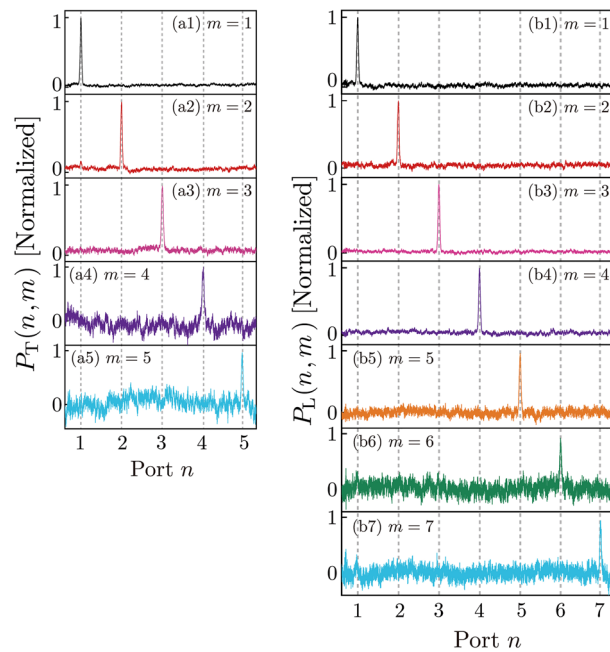 P_T(n, m) [Normalized]
1
(a1) m = 1
0
1
(a2) m = 2
0
1
(a3) m = 3
0
1
(a4) m = 4
0
1
(a5) m = 5
0
1 2 3 4 5
Port n
P_L(n, m) [Normalized]
1
(b1) m = 1
0
1
(b2) m = 2
0
1
(b3) m = 3
0
1
(b4) m = 4
0
1
(b5) m = 5
0
1
(b6) m = 6
0
1
(b7) m = 7
0
1 2 3 4 5 6 7
Port n